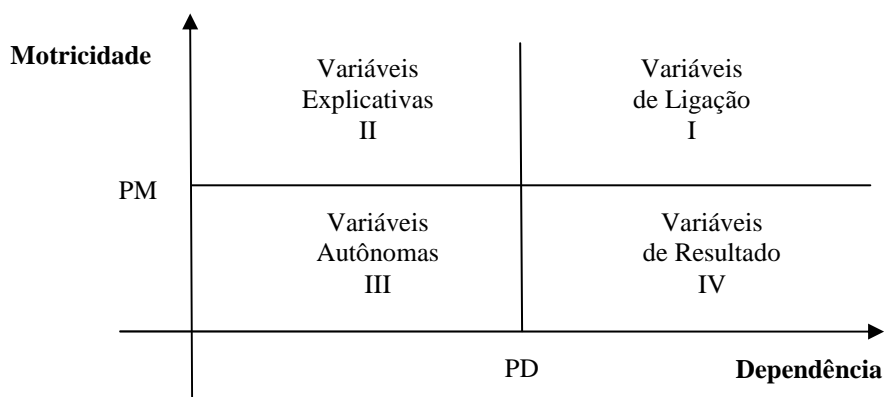 Motricidade
Variáveis
Explicativas
II
Variáveis
de Ligação
I
PM
Variáveis
Autônomas
III
Variáveis
de Resultado
IV
PD
Dependência